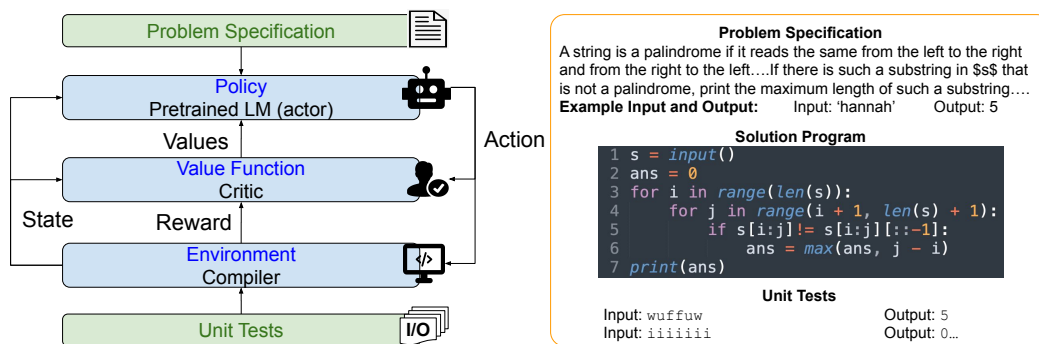 Problem Specification
Policy
Pretrained LM (actor)
Values
Action
Value Function
Critic
State
Reward
Environment
</>
Compiler
Unit Tests
I/O
Problem Specification
A string is a palindrome if it reads the same from the left to the right
and from the right to the left....If there is such a substring in $s$ that
is not a palindrome, print the maximum length of such a substring....
Example Input and Output: Input: ‘hannah’ Output: 5
Solution Program
1 s = input()
2 ans = 0
3 for i in range(len(s)):
4 for j in range(i + 1, len(s) + 1):
5 if s[i:j]!= s[i:j][::-1]:
6 ans = max(ans, j - i)
7 print(ans)
Unit Tests
Input: wuffuw Output: 5
Input: iiiiiii Output: 0…